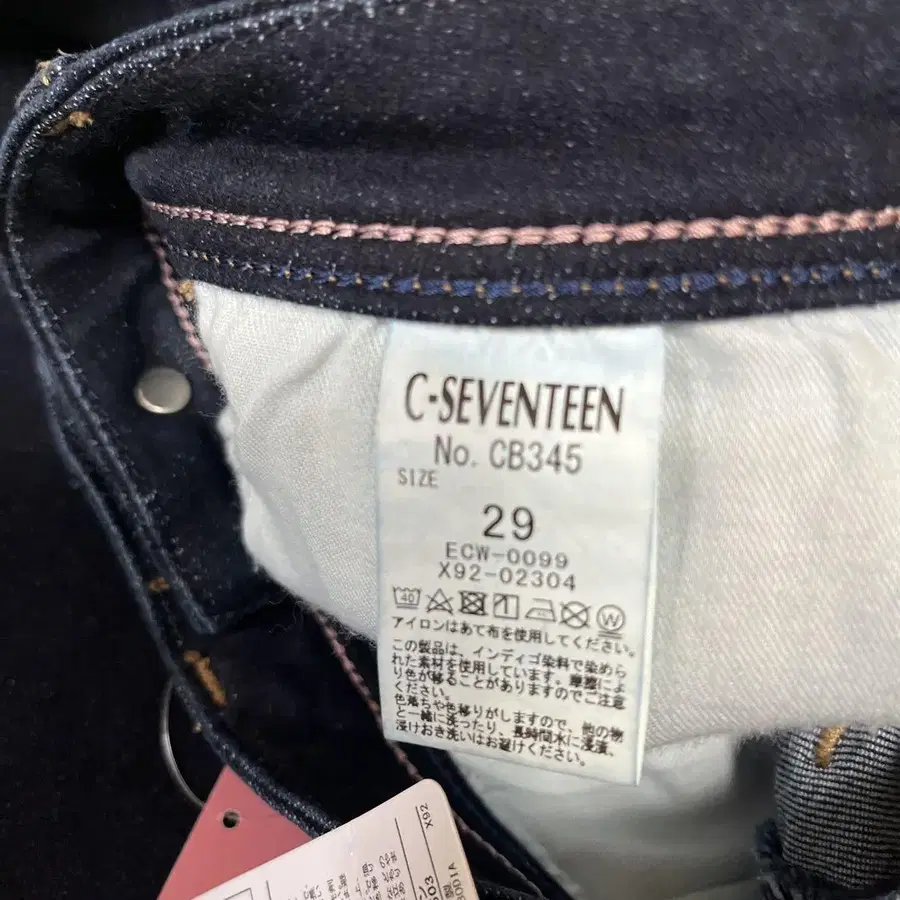 C-SEVENTEEN
No. CB345
SIZE
29
ECW-0099
X92-02304
40
W
アイロンはあて布を使用してください。
この製品は、インディゴ染料で染めら
れた素材を使用しています。摩擦によ
り色が移ることがありますのでご注意
ください。
色落ちや色移りがしますので、他の物
と一緒に洗ったり、長時間水に浸漬、
浸けおき洗いはお避けください。
X92